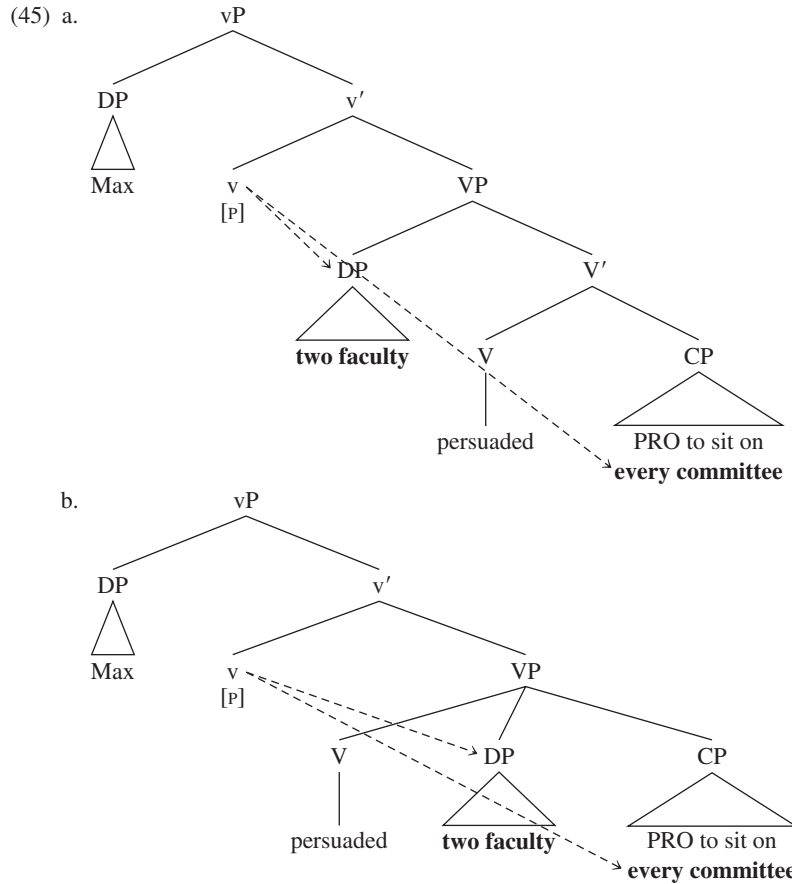 (45) a. vP
DP v′
Max v VP
[P]
DP V′
two faculty V CP
persuaded PRO to sit on
every committee
b. vP
DP v′
Max v VP
[P]
V DP CP
persuaded two faculty PRO to sit on
every committee